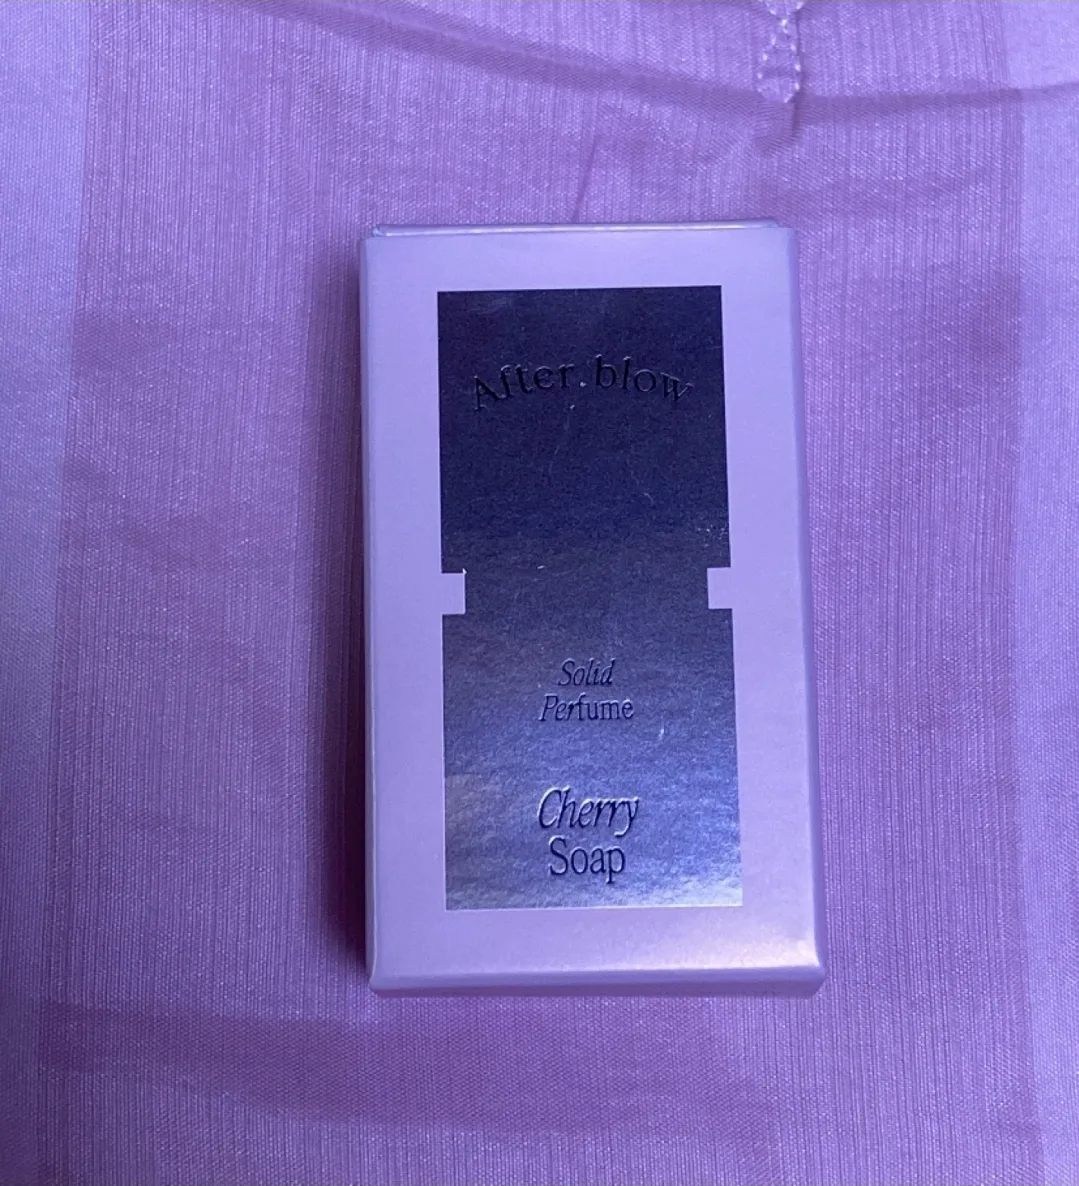 After.blow
Solid
Perfume
Cherry
Soap